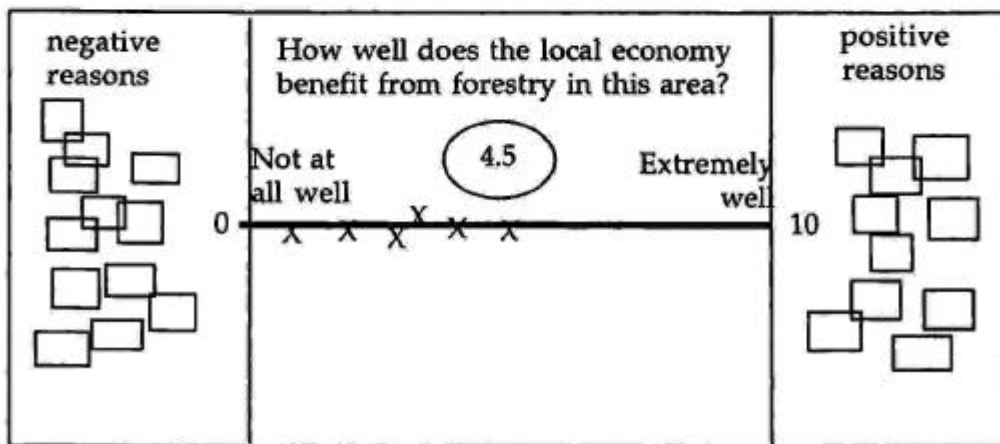 negative
reasons
How well does the local economy
benefit from forestry in this area?
positive
reasons
4.5
Not at
all well
Extremely
well
0
10
X X X X X X